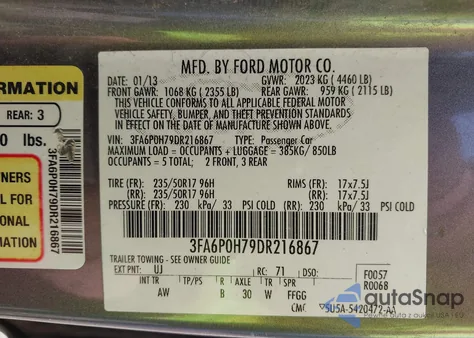 MFD. BY FORD MOTOR CO.
DATE: 01/13 GVWR: 2023 KG ( 4460 LB)
FRONT GAWR: 1068 KG ( 2355 LB) REAR GAWR: 959 KG ( 2115 LB)
THIS VEHICLE CONFORMS TO ALL APPLICABLE FEDERAL MOTOR
VEHICLE SAFETY, BUMPER, AND THEFT PREVENTION STANDARDS
IN EFFECT ON THE DATE OF MANUFACTURE SHOWN ABOVE.
VIN: 3FA6P0H79DR216867 TYPE: Passenger Car
MAXIMUM LOAD = OCCUPANTS + LUGGAGE = 385KG/ 850LB
OCCUPANTS = 5 TOTAL: 2 FRONT, 3 REAR
TIRE (FR): 235/50R17 96H RIMS (FR): 17x7.5J
TIRE (RR): 235/50R17 96H RIMS (RR): 17x7.5J
PRESSURE (FR): 230 kPa/ 33 PSI COLD (RR): 230 kPa/ 33 PSI COLD
3FA6P0H79DR216867
TRAILER TOWING - SEE OWNER GUIDE
EXT PNT: UJ RC: 71 DSO: F0057
R0068
INT TR TP/PS R AXLE TR SPR
AW B 30 W FFGG
CMC 5U5A-5420472-AA
ORMATION
REAR: 3
0 lbs.
3FA6P0H79DR216867
NERS
L FOR
ONAL
MATION
autoSnap